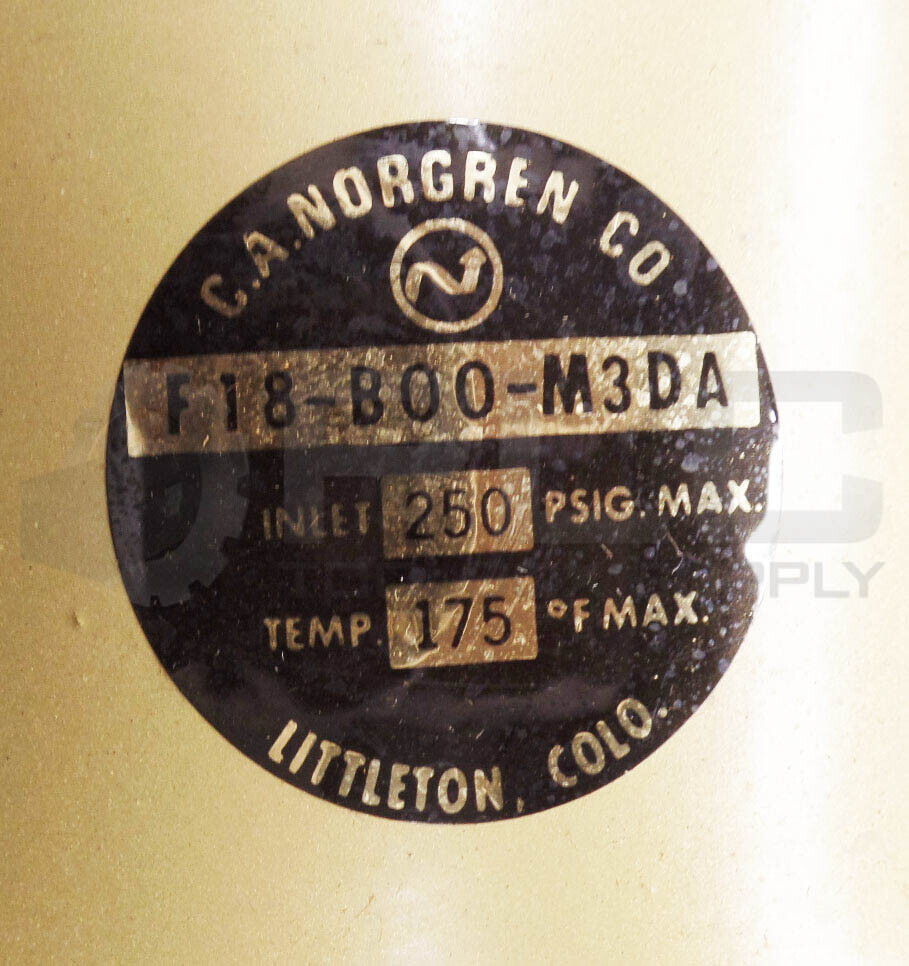 C.A.NORGREN CO
F18-B00-M3DA
INLET 250 PSIG. MAX.
TEMP. 175 °F MAX.
LITTLETON, COLO.